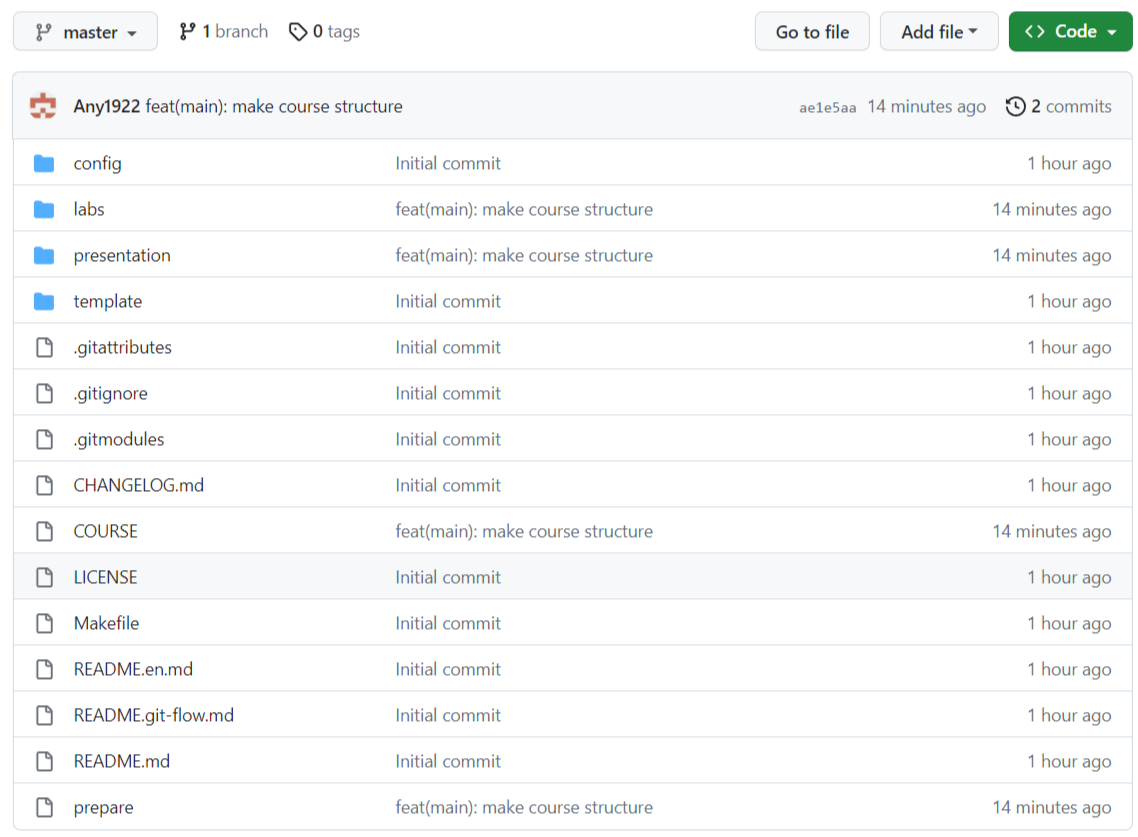 master 1 branch 0 tags Go to file Add file <> Code
Any1922 feat(main): make course structure ae1e5aa 14 minutes ago 2 commits
config Initial commit 1 hour ago
labs feat(main): make course structure 14 minutes ago
presentation feat(main): make course structure 14 minutes ago
template Initial commit 1 hour ago
.gitattributes Initial commit 1 hour ago
.gitignore Initial commit 1 hour ago
.gitmodules Initial commit 1 hour ago
CHANGELOG.md Initial commit 1 hour ago
COURSE feat(main): make course structure 14 minutes ago
LICENSE Initial commit 1 hour ago
Makefile Initial commit 1 hour ago
README.en.md Initial commit 1 hour ago
README.git-flow.md Initial commit 1 hour ago
README.md Initial commit 1 hour ago
prepare feat(main): make course structure 14 minutes ago